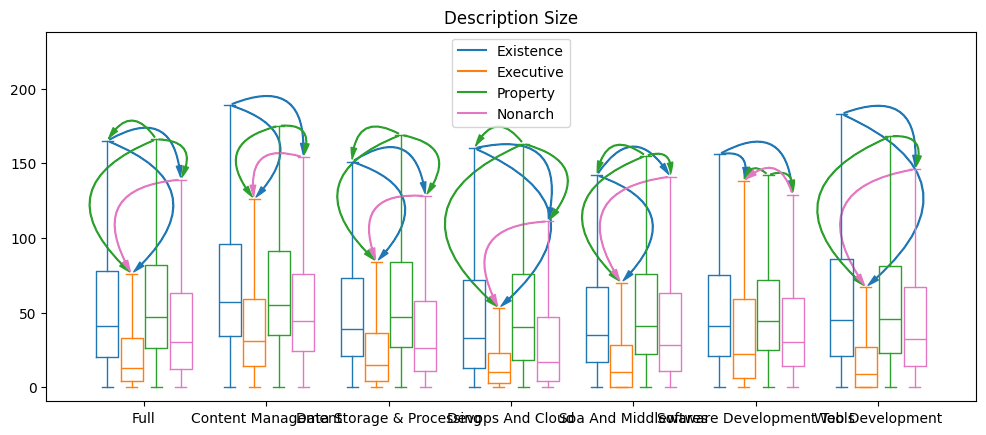 Description Size
Existence
Executive
Property
Nonarch
200
150
100
50
0
Full
Content Management
Data Storage & Processing
Devops And Cloud
Soa And Middlewares
Software Development Tools
Web Development